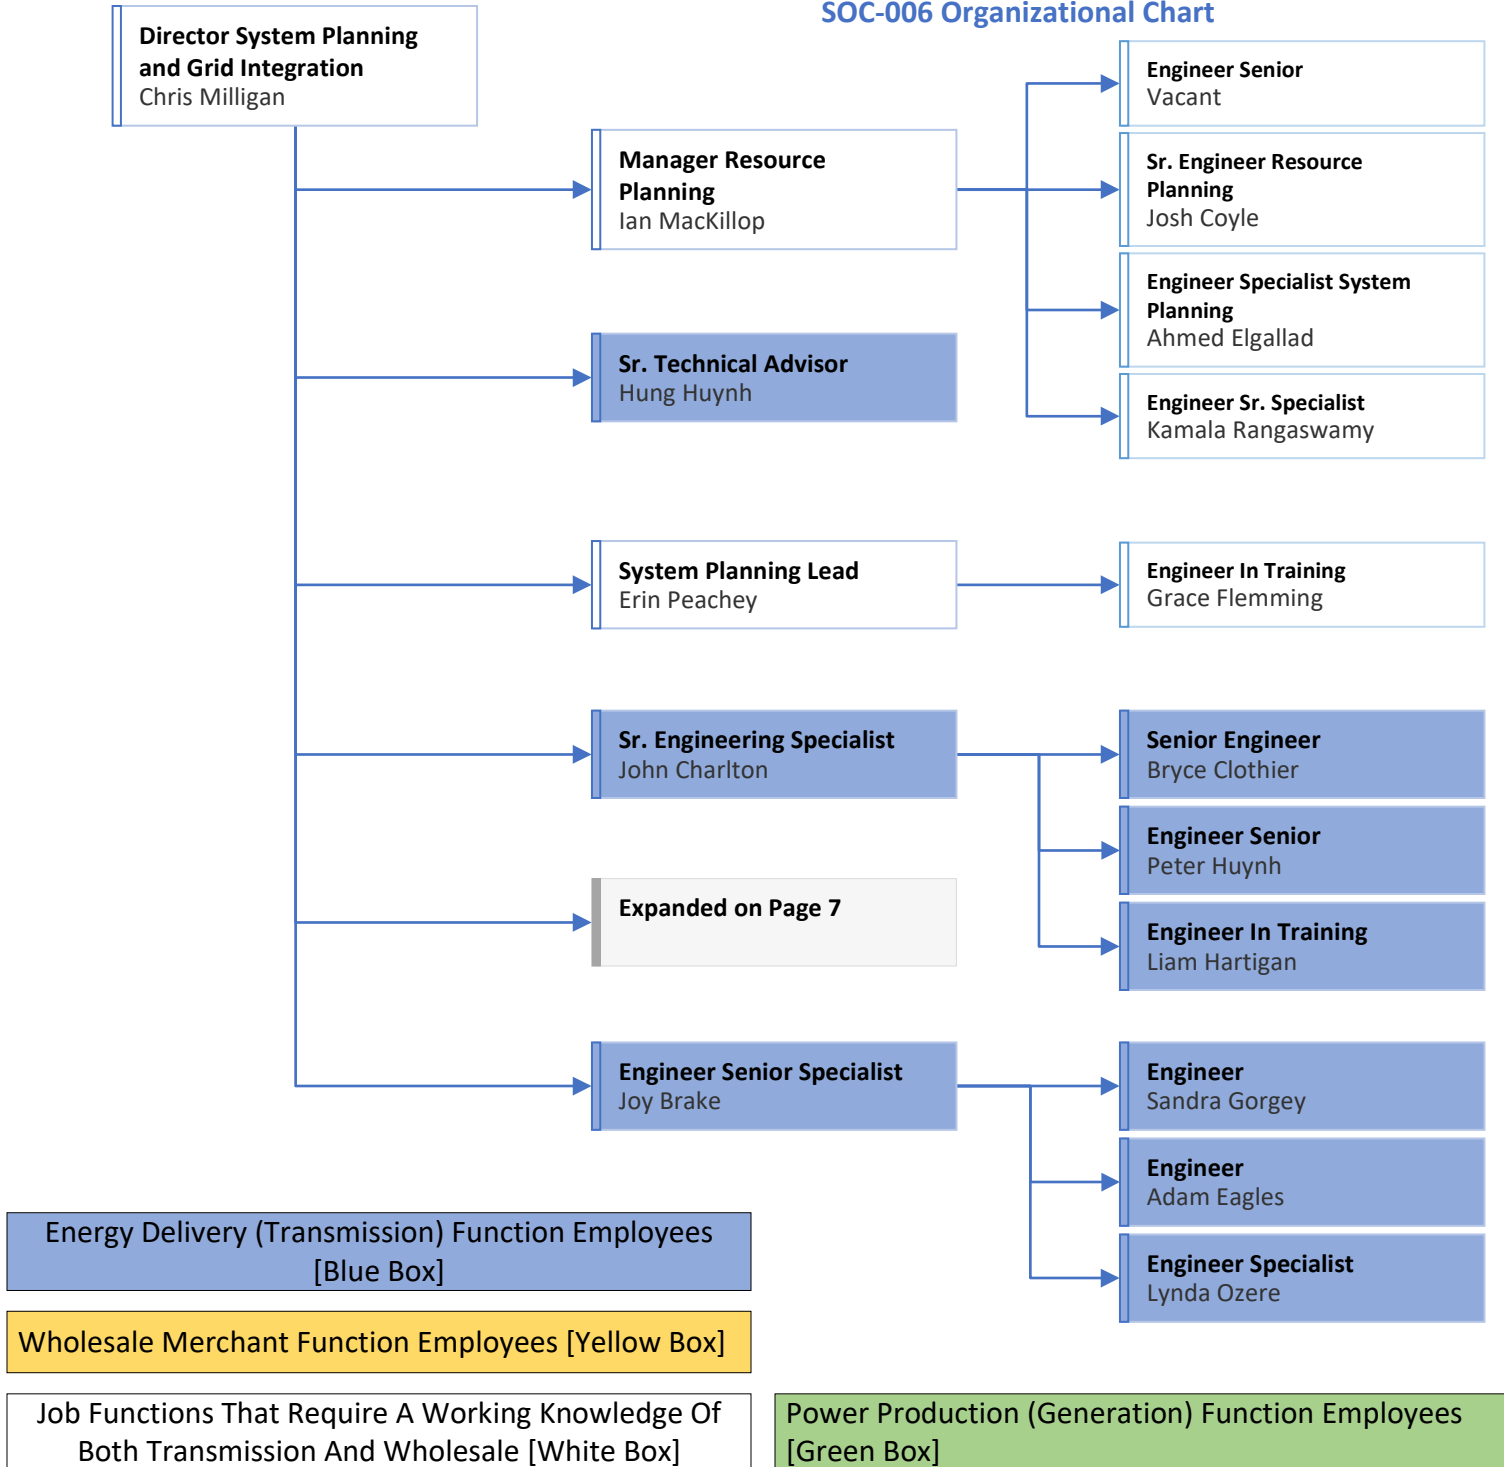 SOC-006 Organizational Chart
Director System Planning
and Grid Integration
Chris Milligan
Manager Resource
Planning
Ian MacKillop
Engineer Senior
Vacant
Sr. Engineer Resource
Planning
Josh Coyle
Engineer Specialist System
Planning
Ahmed Elgallad
Engineer Sr. Specialist
Kamala Rangaswamy
Sr. Technical Advisor
Hung Huynh
System Planning Lead
Erin Peachey
Engineer In Training
Grace Flemming
Sr. Engineering Specialist
John Charlton
Senior Engineer
Bryce Clothier
Engineer Senior
Peter Huynh
Engineer In Training
Liam Hartigan
Expanded on Page 7
Engineer Senior Specialist
Joy Brake
Engineer
Sandra Gorgey
Engineer
Adam Eagles
Engineer Specialist
Lynda Ozere
Energy Delivery (Transmission) Function Employees
[Blue Box]
Wholesale Merchant Function Employees [Yellow Box]
Job Functions That Require A Working Knowledge Of
Both Transmission And Wholesale [White Box]
Power Production (Generation) Function Employees
[Green Box]